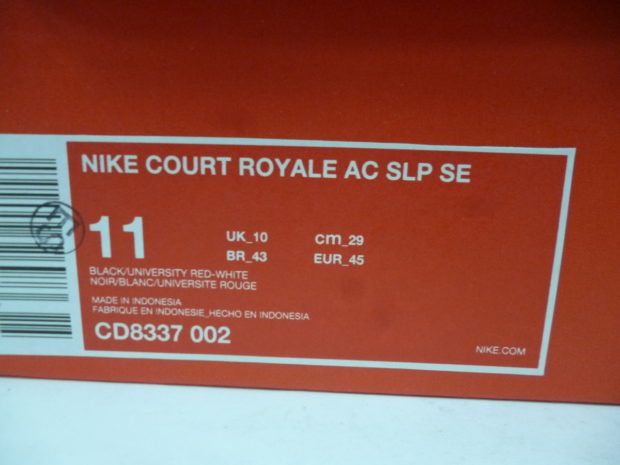 NIKE COURT ROYALE AC SLP SE
11
UK_10 cm_29
BR_43 EUR_45
BLACK/UNIVERSITY RED-WHITE
NOIR/BLANC/UNIVERSITE ROUGE
MADE IN INDONESIA
FABRIQUE EN INDONESIE_HECHO EN INDONESIA
CD8337 002
NIKE.COM